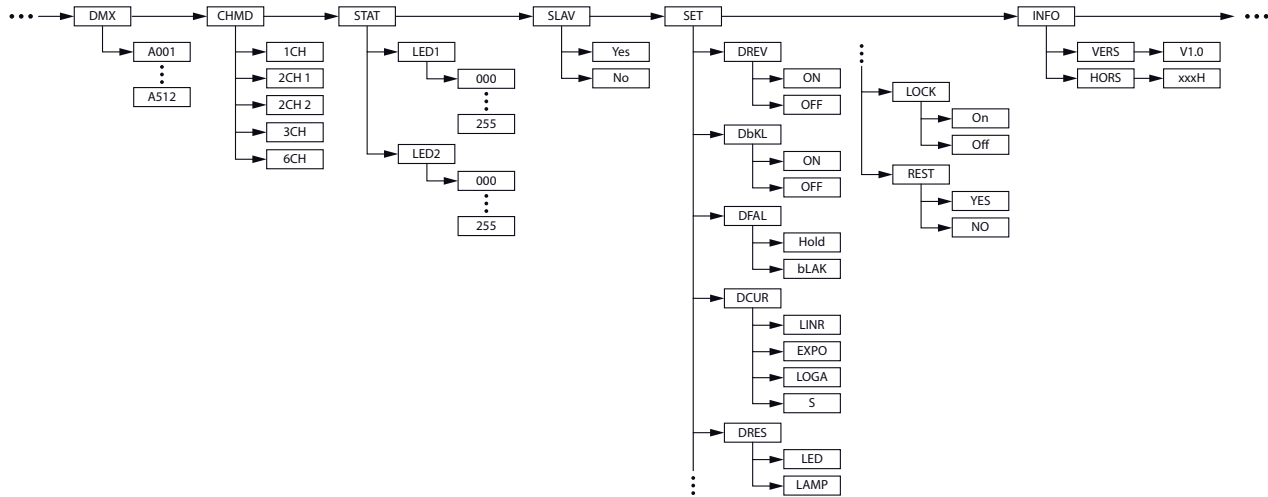 DMX
A001
A512
CHMD
1CH
2CH 1
2CH 2
3CH
6CH
STAT
LED1
000
255
LED2
000
255
SLAV
Yes
No
SET
DREV
ON
OFF
DbKL
ON
OFF
DFAL
Hold
bLAK
DCUR
LINR
EXPO
LOGA
S
DRES
LED
LAMP
LOCK
On
Off
REST
YES
NO
INFO
VERS
V1.0
HORS
xxxH